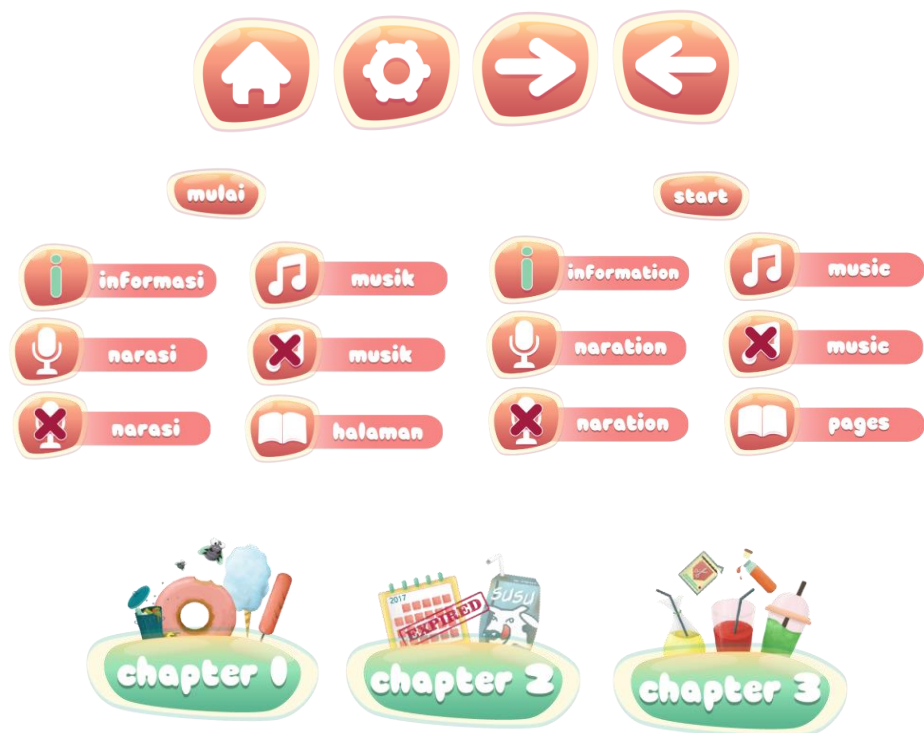 mulai
start
informasi
musik
information
music
narasi
musik
naration
music
narasi
halaman
naration
pages
2017
EXPIRED
SUSU
chapter 1
chapter 2
chapter 3